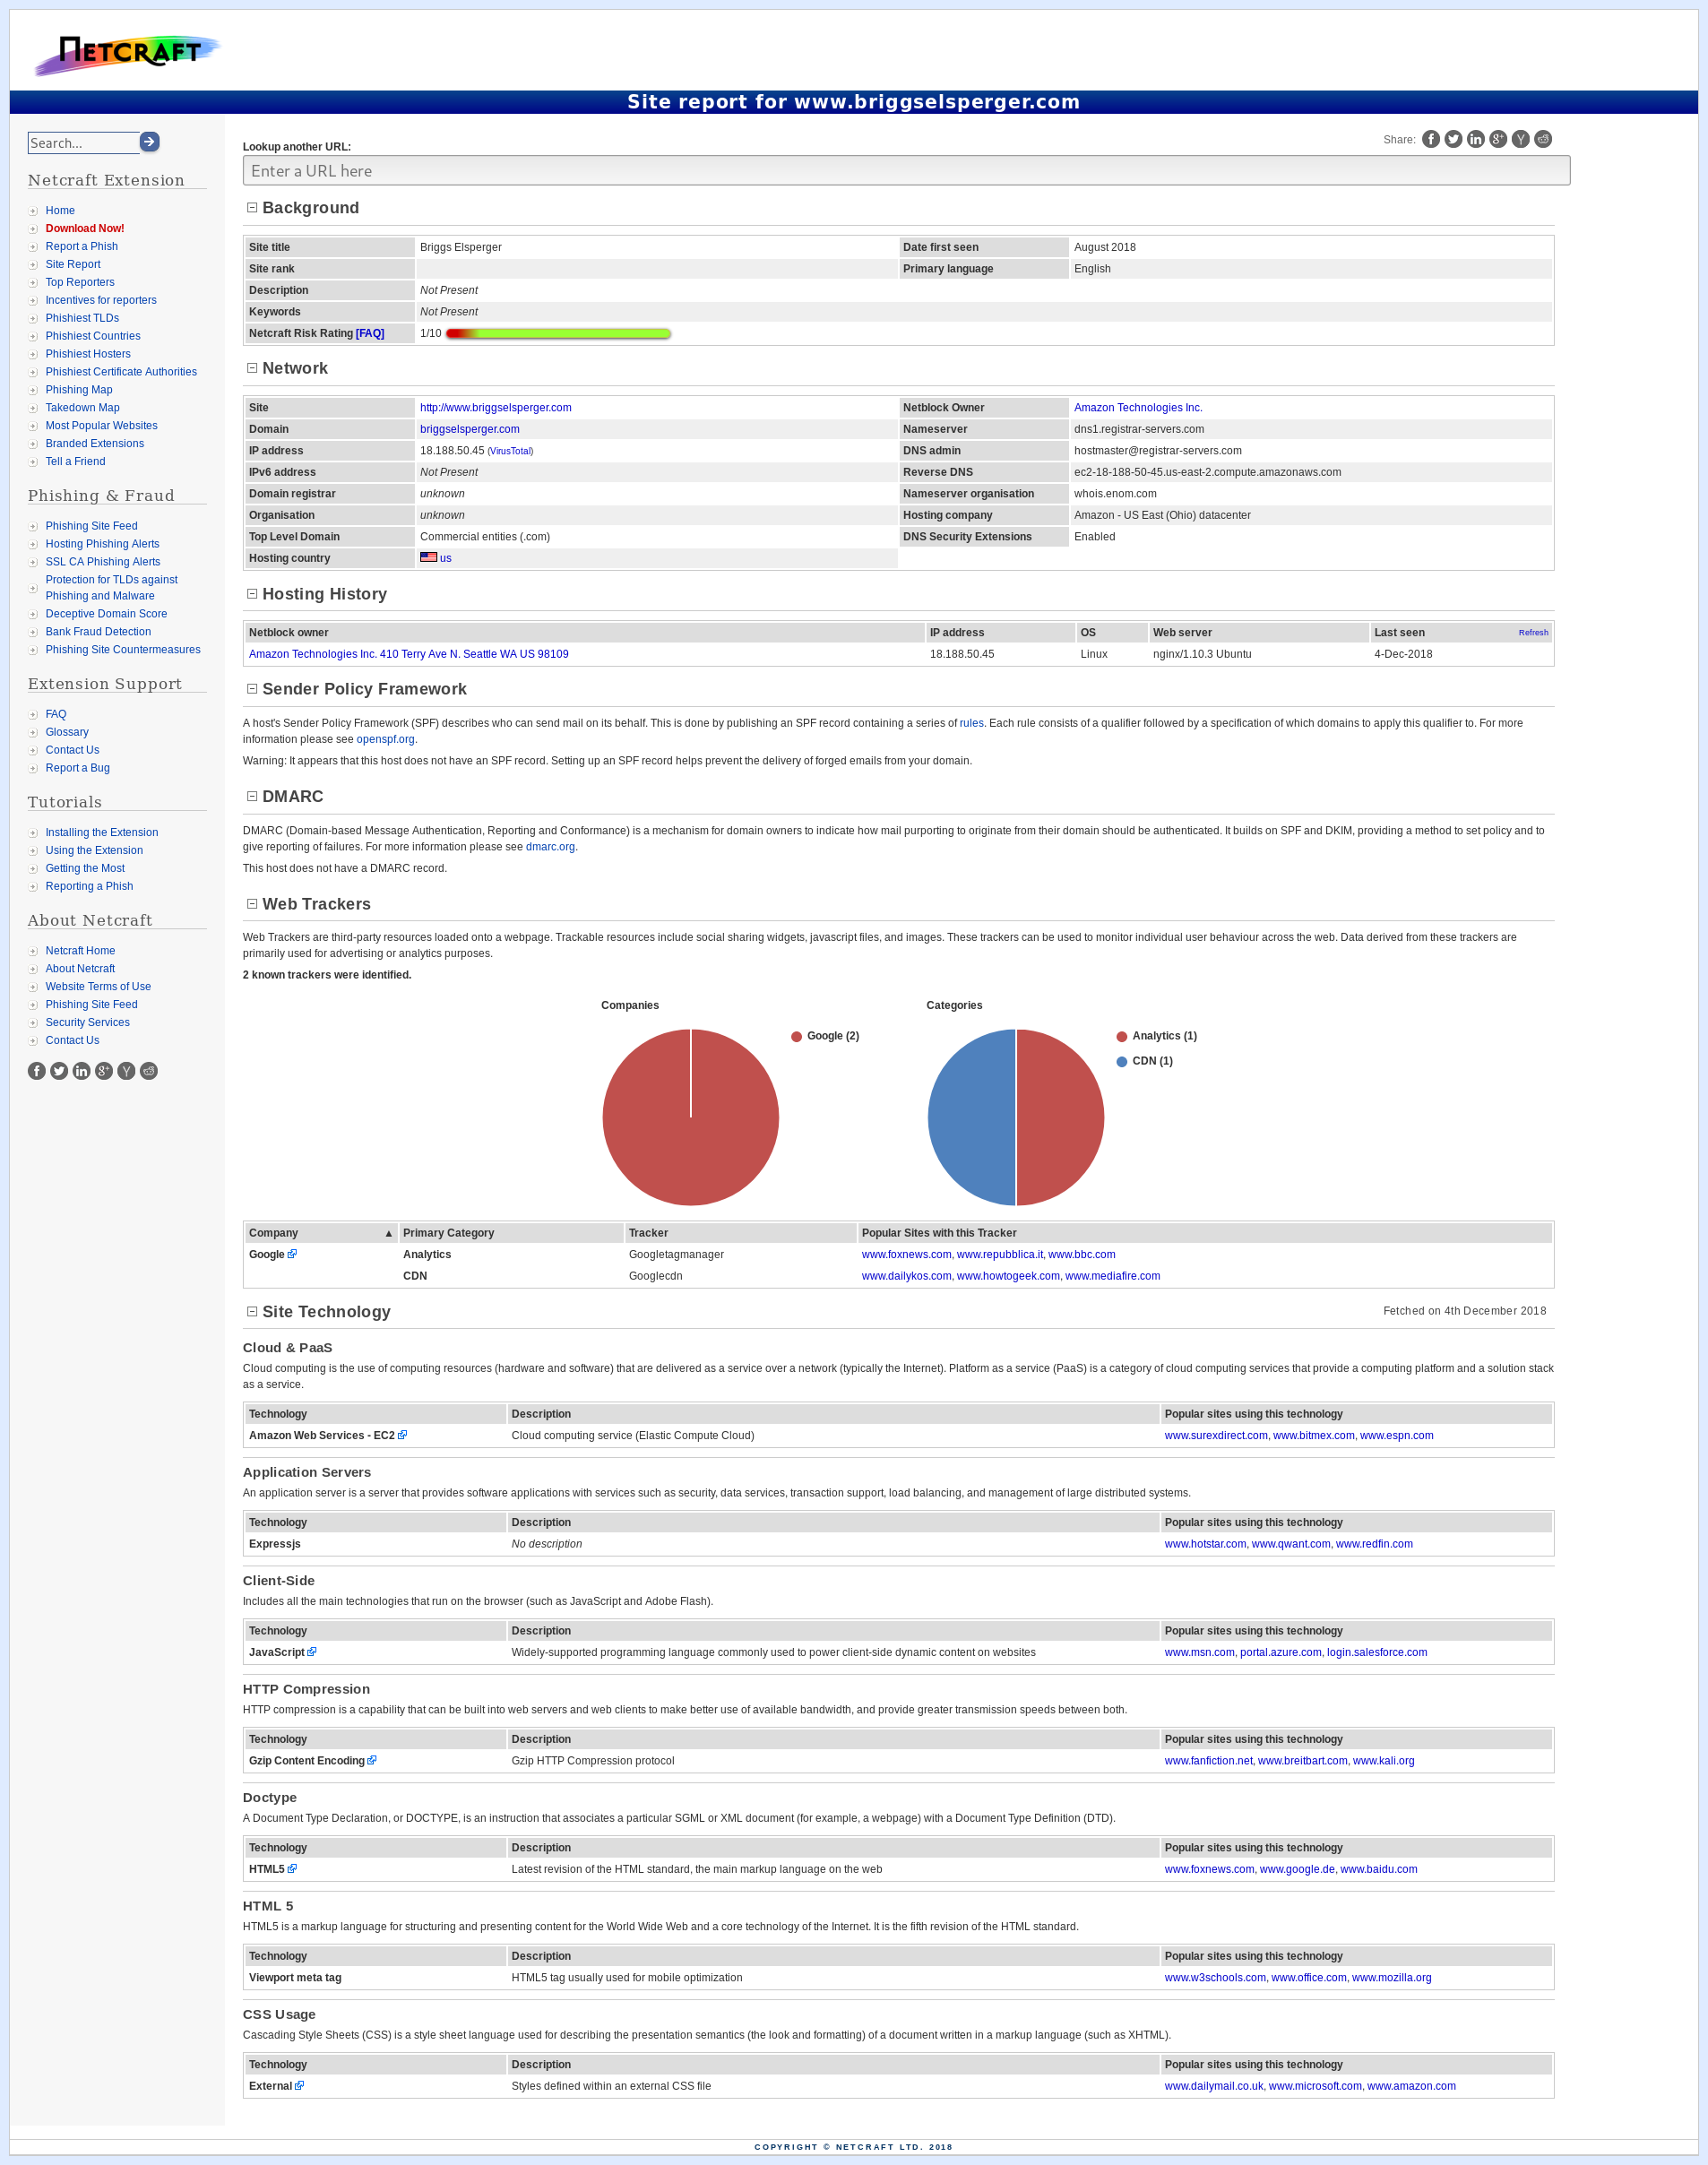 NETCRAFT
Site report for www.briggselsperger.com
Search...
Netcraft Extension
Home
Download Now!
Report a Phish
Site Report
Top Reporters
Incentives for reporters
Phishiest TLDs
Phishiest Countries
Phishiest Hosters
Phishiest Certificate Authorities
Phishing Map
Takedown Map
Most Popular Websites
Branded Extensions
Tell a Friend
Phishing & Fraud
Phishing Site Feed
Hosting Phishing Alerts
SSL CA Phishing Alerts
Protection for TLDs against
Phishing and Malware
Deceptive Domain Score
Bank Fraud Detection
Phishing Site Countermeasures
Extension Support
FAQ
Glossary
Contact Us
Report a Bug
Tutorials
Installing the Extension
Using the Extension
Getting the Most
Reporting a Phish
About Netcraft
Netcraft Home
About Netcraft
Website Terms of Use
Phishing Site Feed
Security Services
Contact Us
Share:
Lookup another URL:
Enter a URL here
Background
Site title Briggs Elsperger Date first seen August 2018
Site rank Primary language English
Description Not Present
Keywords Not Present
Netcraft Risk Rating [FAQ] 1/10
Network
Site http://www.briggselsperger.com Netblock Owner Amazon Technologies Inc.
Domain briggselsperger.com Nameserver dns1.registrar-servers.com
IP address 18.188.50.45 (VirusTotal) DNS admin hostmaster@registrar-servers.com
IPv6 address Not Present Reverse DNS ec2-18-188-50-45.us-east-2.compute.amazonaws.com
Domain registrar unknown Nameserver organisation whois.enom.com
Organisation unknown Hosting company Amazon - US East (Ohio) datacenter
Top Level Domain Commercial entities (.com) DNS Security Extensions Enabled
Hosting country us
Hosting History
Netblock owner IP address OS Web server Last seen Refresh
Amazon Technologies Inc. 410 Terry Ave N. Seattle WA US 98109 18.188.50.45 Linux nginx/1.10.3 Ubuntu 4-Dec-2018
Sender Policy Framework
A host's Sender Policy Framework (SPF) describes who can send mail on its behalf. This is done by publishing an SPF record containing a series of rules. Each rule consists of a qualifier followed by a specification of which domains to apply this qualifier to. For more
information please see openspf.org.
Warning: It appears that this host does not have an SPF record. Setting up an SPF record helps prevent the delivery of forged emails from your domain.
DMARC
DMARC (Domain-based Message Authentication, Reporting and Conformance) is a mechanism for domain owners to indicate how mail purporting to originate from their domain should be authenticated. It builds on SPF and DKIM, providing a method to set policy and to
give reporting of failures. For more information please see dmarc.org.
This host does not have a DMARC record.
Web Trackers
Web Trackers are third-party resources loaded onto a webpage. Trackable resources include social sharing widgets, javascript files, and images. These trackers can be used to monitor individual user behaviour across the web. Data derived from these trackers are
primarily used for advertising or analytics purposes.
2 known trackers were identified.
Companies Categories
Google (2) Analytics (1)
CDN (1)
Company ▲ Primary Category Tracker Popular Sites with this Tracker
Google Analytics Googletagmanager www.foxnews.com, www.repubblica.it, www.bbc.com
CDN Googlecdn www.dailykos.com, www.howtogeek.com, www.mediafire.com
Site Technology Fetched on 4th December 2018
Cloud & PaaS
Cloud computing is the use of computing resources (hardware and software) that are delivered as a service over a network (typically the Internet). Platform as a service (PaaS) is a category of cloud computing services that provide a computing platform and a solution stack
as a service.
Technology Description Popular sites using this technology
Amazon Web Services - EC2 Cloud computing service (Elastic Compute Cloud) www.surexdirect.com, www.bitmex.com, www.espn.com
Application Servers
An application server is a server that provides software applications with services such as security, data services, transaction support, load balancing, and management of large distributed systems.
Technology Description Popular sites using this technology
Expressjs No description www.hotstar.com, www.qwant.com, www.redfin.com
Client-Side
Includes all the main technologies that run on the browser (such as JavaScript and Adobe Flash).
Technology Description Popular sites using this technology
JavaScript Widely-supported programming language commonly used to power client-side dynamic content on websites www.msn.com, portal.azure.com, login.salesforce.com
HTTP Compression
HTTP compression is a capability that can be built into web servers and web clients to make better use of available bandwidth, and provide greater transmission speeds between both.
Technology Description Popular sites using this technology
Gzip Content Encoding Gzip HTTP Compression protocol www.fanfiction.net, www.breitbart.com, www.kali.org
Doctype
A Document Type Declaration, or DOCTYPE, is an instruction that associates a particular SGML or XML document (for example, a webpage) with a Document Type Definition (DTD).
Technology Description Popular sites using this technology
HTML5 Latest revision of the HTML standard, the main markup language on the web www.foxnews.com, www.google.de, www.baidu.com
HTML 5
HTML5 is a markup language for structuring and presenting content for the World Wide Web and a core technology of the Internet. It is the fifth revision of the HTML standard.
Technology Description Popular sites using this technology
Viewport meta tag HTML5 tag usually used for mobile optimization www.w3schools.com, www.office.com, www.mozilla.org
CSS Usage
Cascading Style Sheets (CSS) is a style sheet language used for describing the presentation semantics (the look and formatting) of a document written in a markup language (such as XHTML).
Technology Description Popular sites using this technology
External Styles defined within an external CSS file www.dailymail.co.uk, www.microsoft.com, www.amazon.com
COPYRIGHT © NETCRAFT LTD. 2018